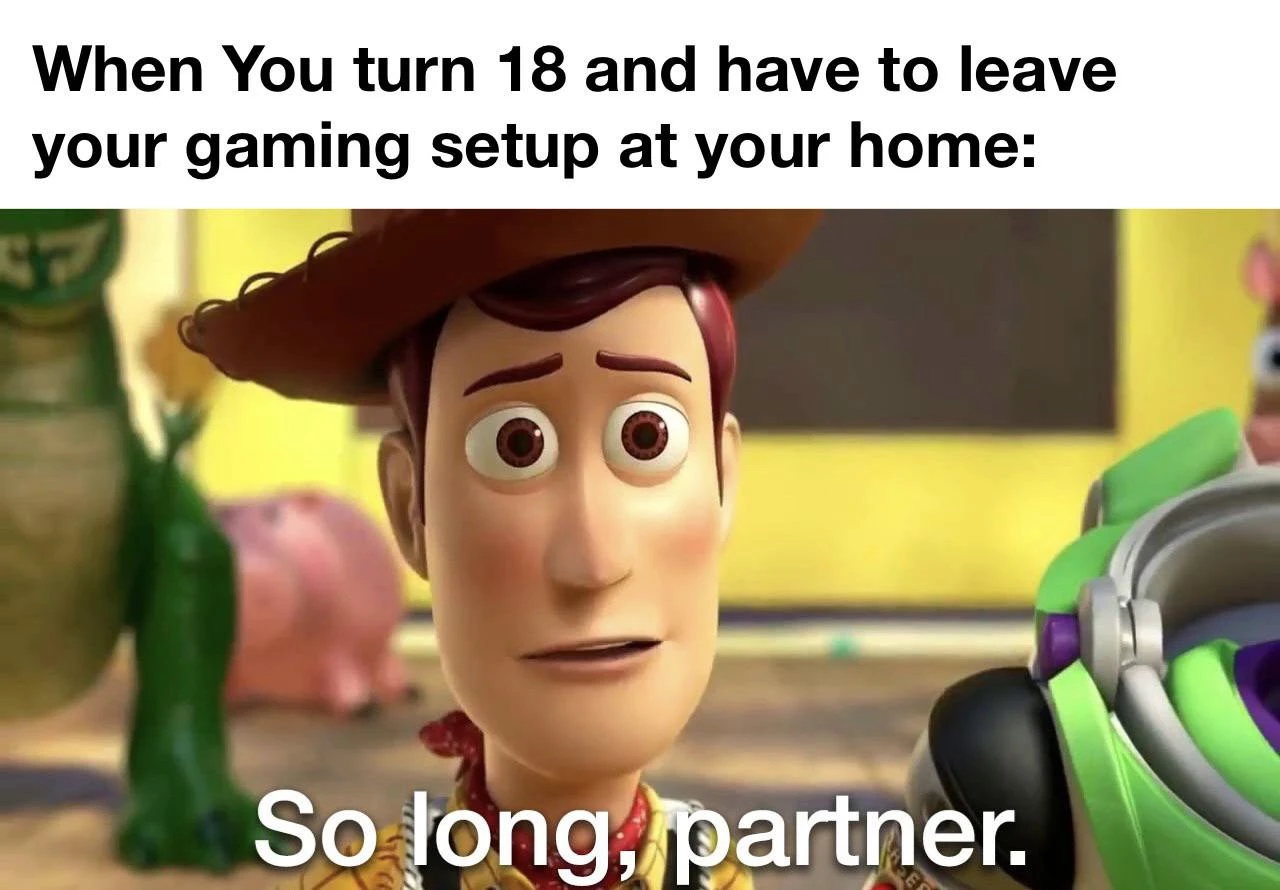 When You turn 18 and have to leave
your gaming setup at your home:
So long, partner.